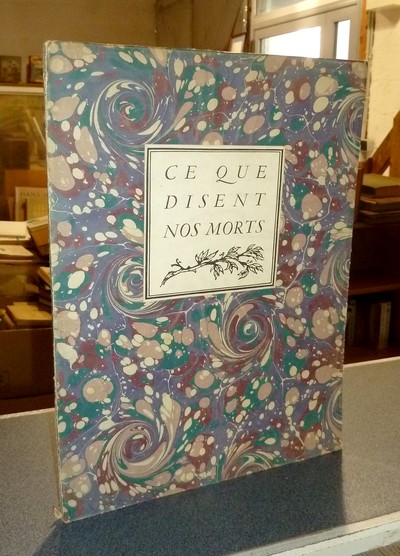 CE QUE
DISENT
NOS MORTS